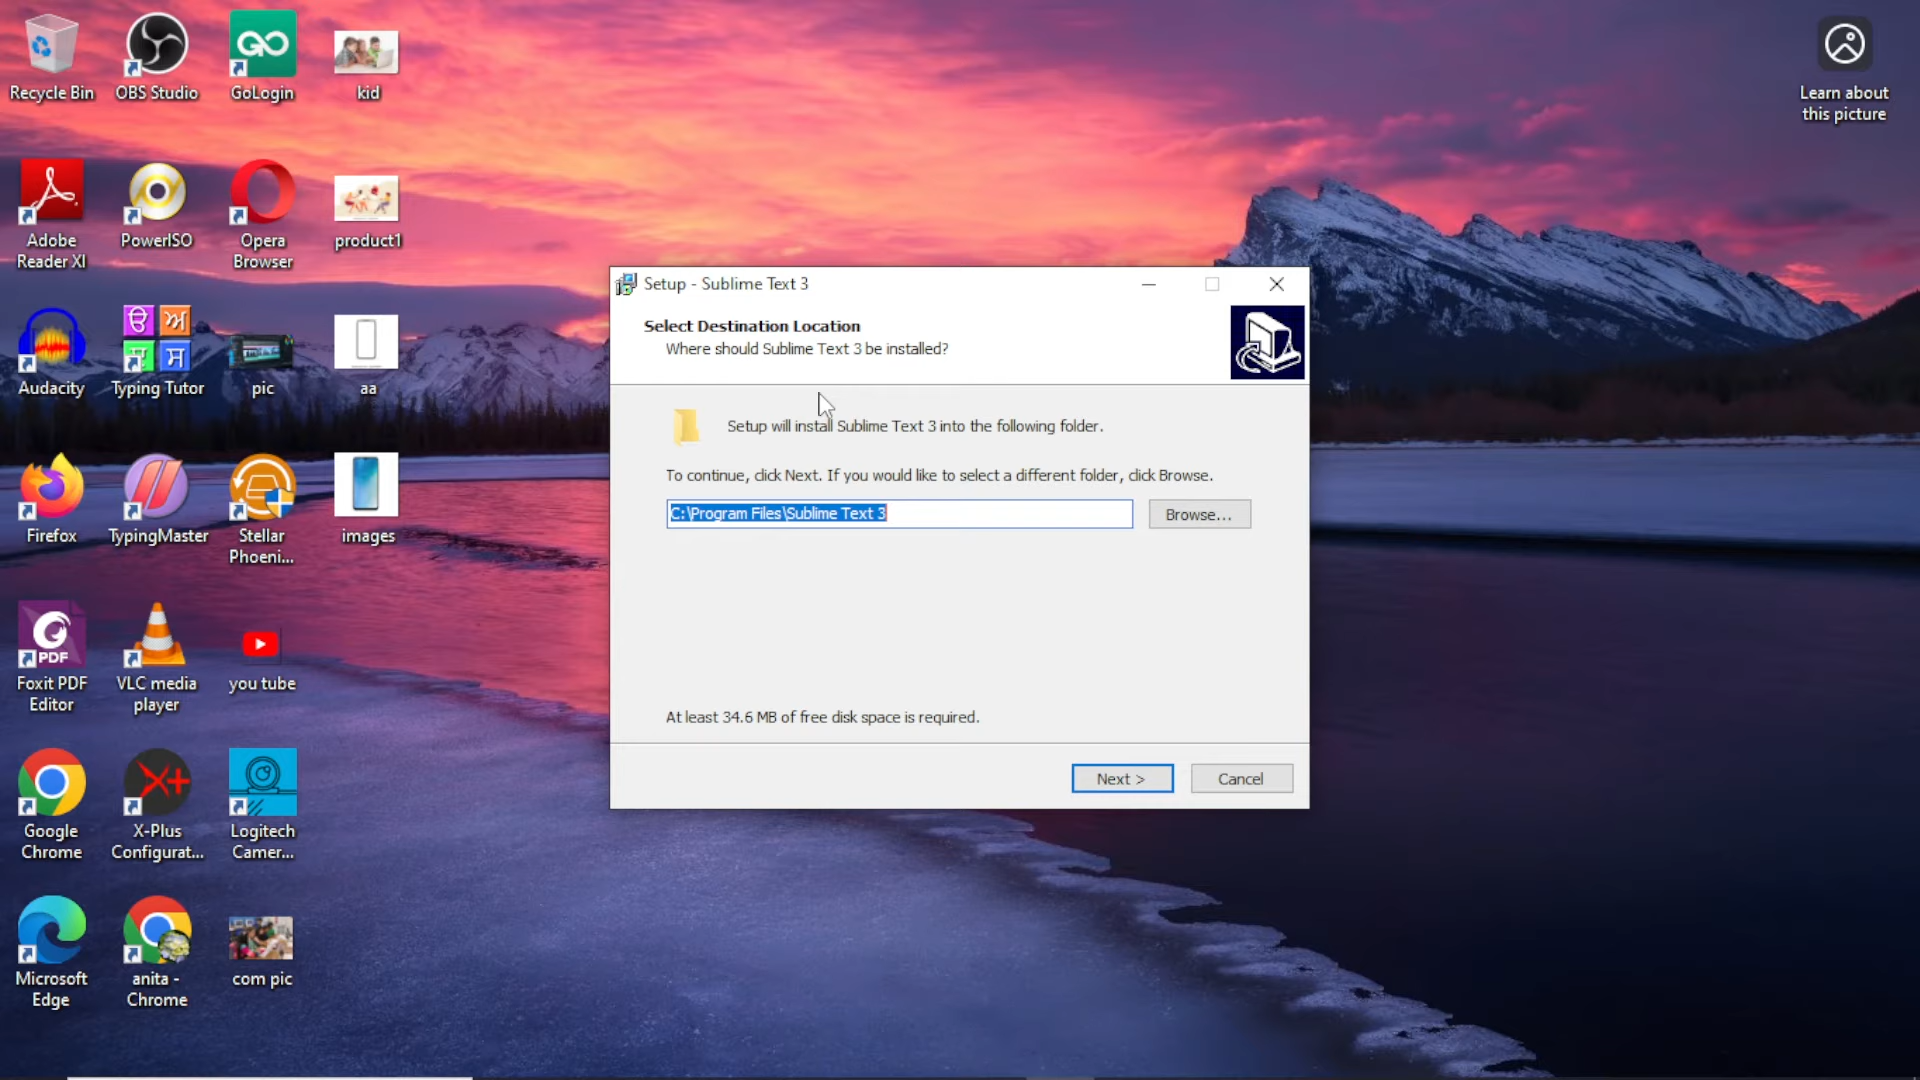 Recycle Bin
OBS Studio
GoLogin
kid
Learn about
this picture
Adobe
Reader XI
PowerISO
Opera
Browser
product1
Audacity
ਓ ਅ
ਸ
Typing Tutor
pic
aa
Firefox
TypingMaster
Stellar
Phoeni...
images
PDF
Foxit PDF
Editor
VLC media
player
you tube
Google
Chrome
X+
X-Plus
Configurat...
Logitech
Camer...
Microsoft
Edge
anita -
Chrome
com pic
Setup - Sublime Text 3
Select Destination Location
Where should Sublime Text 3 be installed?
Setup will install Sublime Text 3 into the following folder.
To continue, click Next. If you would like to select a different folder, click Browse.
C:\Program Files\Sublime Text 3
Browse...
At least 34.6 MB of free disk space is required.
Next >
Cancel